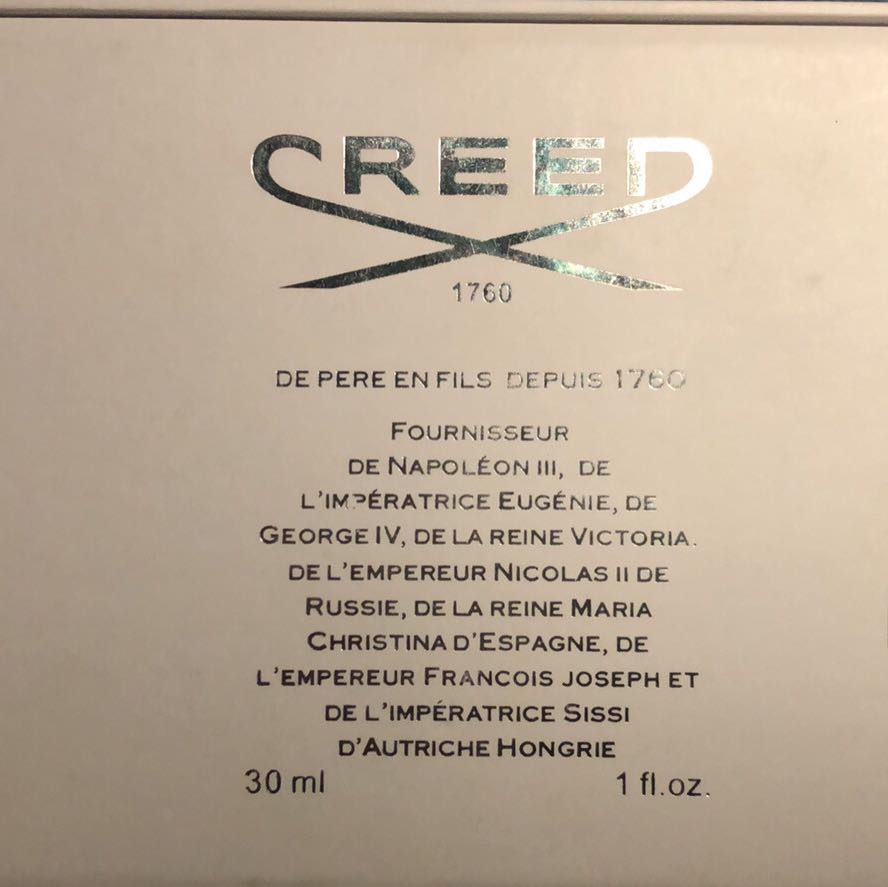 CREED
1760
DE PERE EN FILS DEPUIS 1760
FOURNISSEUR
DE NAPOLÉON III, DE
L'IMPÉRATRICE EUGÉNIE, DE
GEORGE IV, DE LA REINE VICTORIA.
DE L'EMPEREUR NICOLAS II DE
RUSSIE, DE LA REINE MARIA
CHRISTINA D'ESPAGNE, DE
L'EMPEREUR FRANCOIS JOSEPH ET
DE L'IMPÉRATRICE SISSI
D'AUTRICHE HONGRIE
30 ml 1 fl.oz.